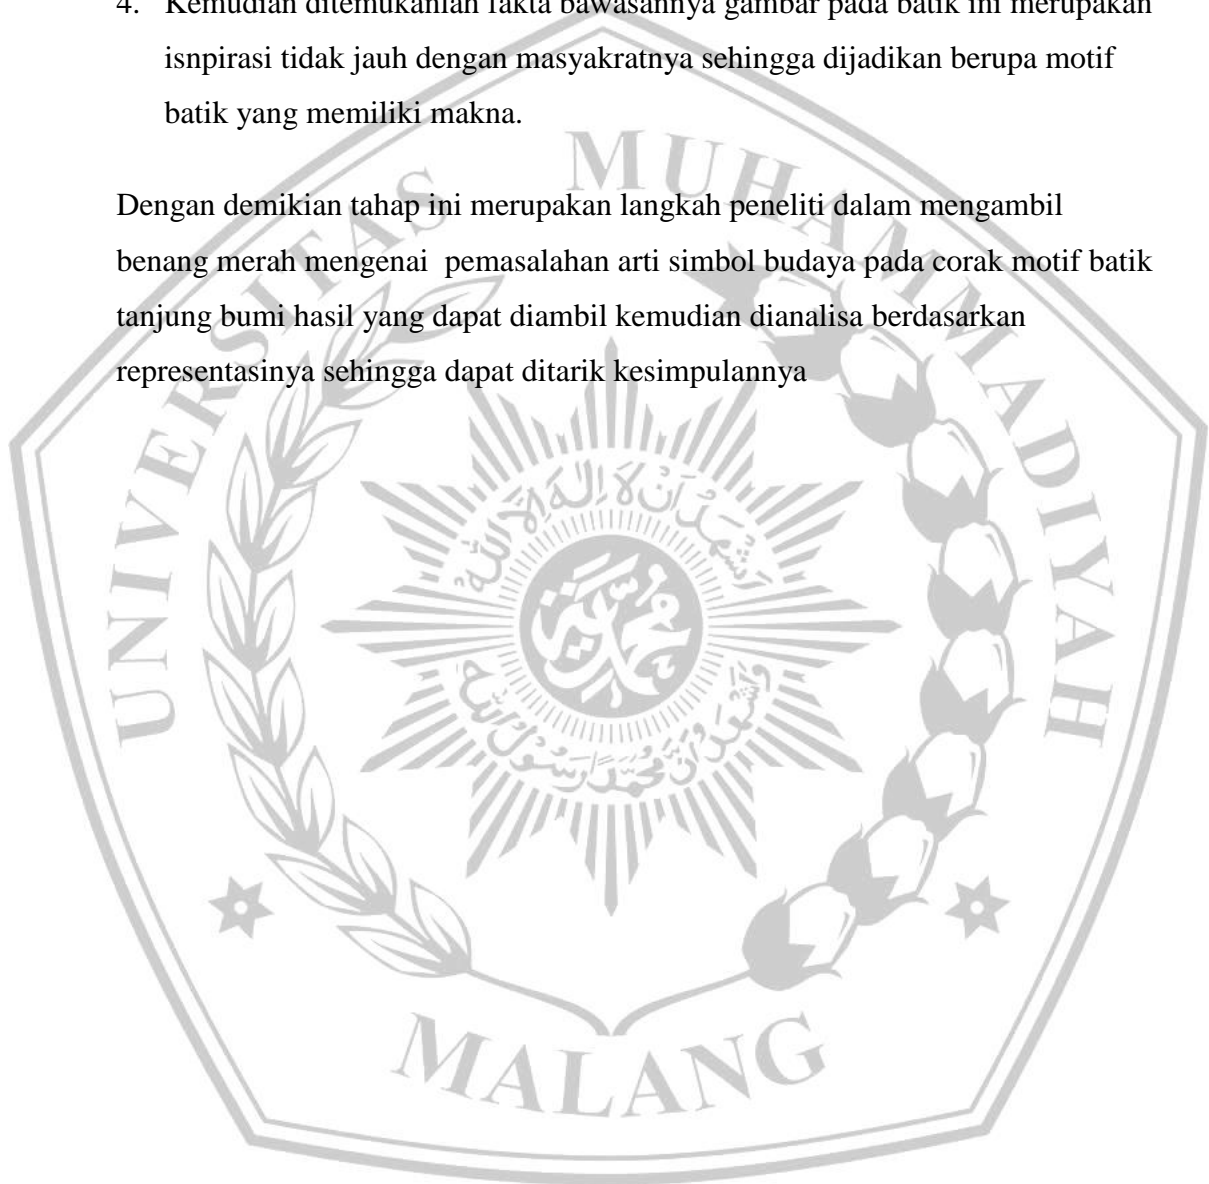 4. Kemudian ditemukanlah fakta bawasannya gambar pada batik ini merupakan
isnpirasi tidak jauh dengan masyakratnya sehingga dijadikan berupa motif
batik yang memiliki makna.
Dengan demikian tahap ini merupakan langkah peneliti dalam mengambil
benang merah mengenai pemasalahan arti simbol budaya pada corak motif batik
tanjung bumi hasil yang dapat diambil kemudian dianalisa berdasarkan
representasinya sehingga dapat ditarik kesimpulannya
UNIVERSITAS MUHAMMADIYAH
MALANG